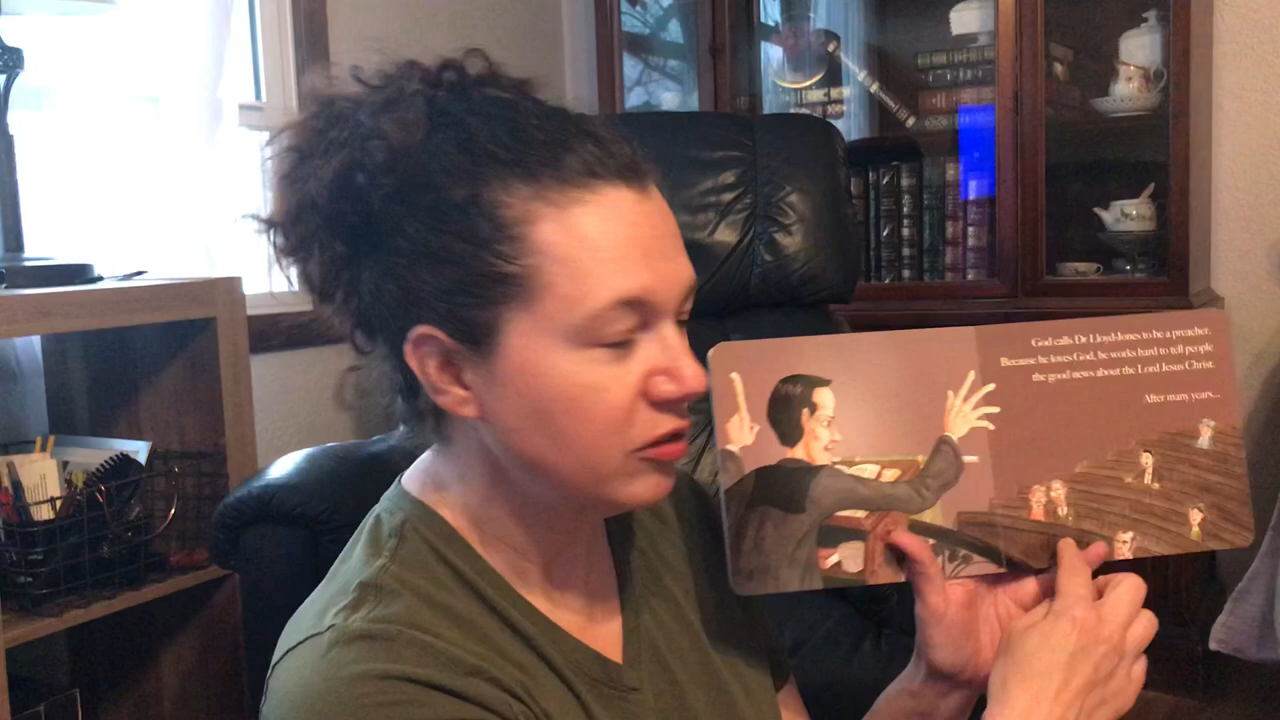 God calls Dr Lloyd-Jones to be a preacher.
Because he loves God, he works hard to tell people
the good news about the Lord Jesus Christ.
After many years...